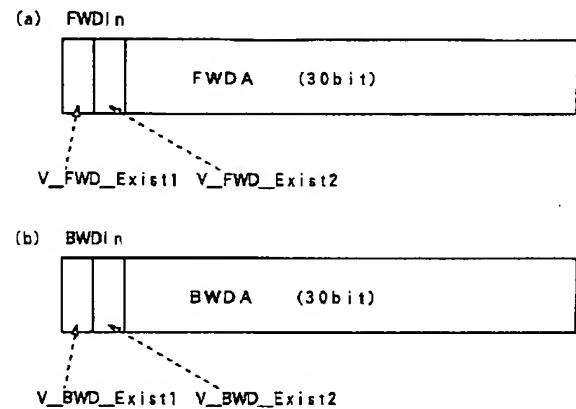 (a) FWDIn
FWDA (30bit)
V_FWD_Exist1 V_FWD_Exist2
(b) BWDIn
BWDA (30bit)
V_BWD_Exist1 V_BWD_Exist2